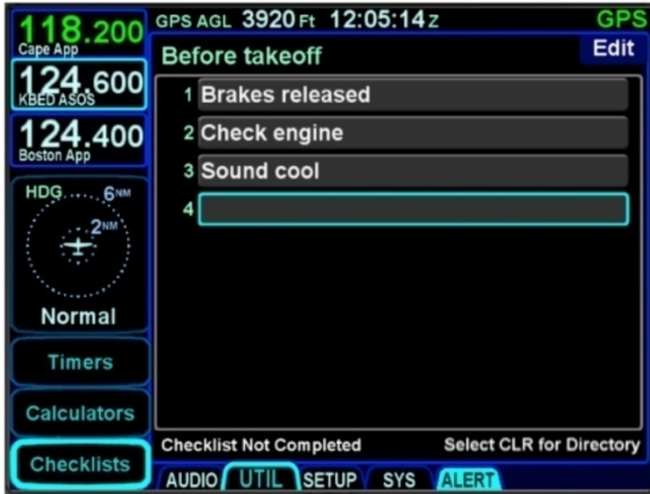 118.200
Cape App
124.600
KBED ASOS
124.400
Boston App
HDG 6NM
2NM
Normal
Timers
Calculators
Checklists
GPS AGL 3920 Ft 12:05:14 Z GPS
Before takeoff Edit
1 Brakes released
2 Check engine
3 Sound cool
4
Checklist Not Completed Select CLR for Directory
AUDIO UTIL SETUP SYS ALERT